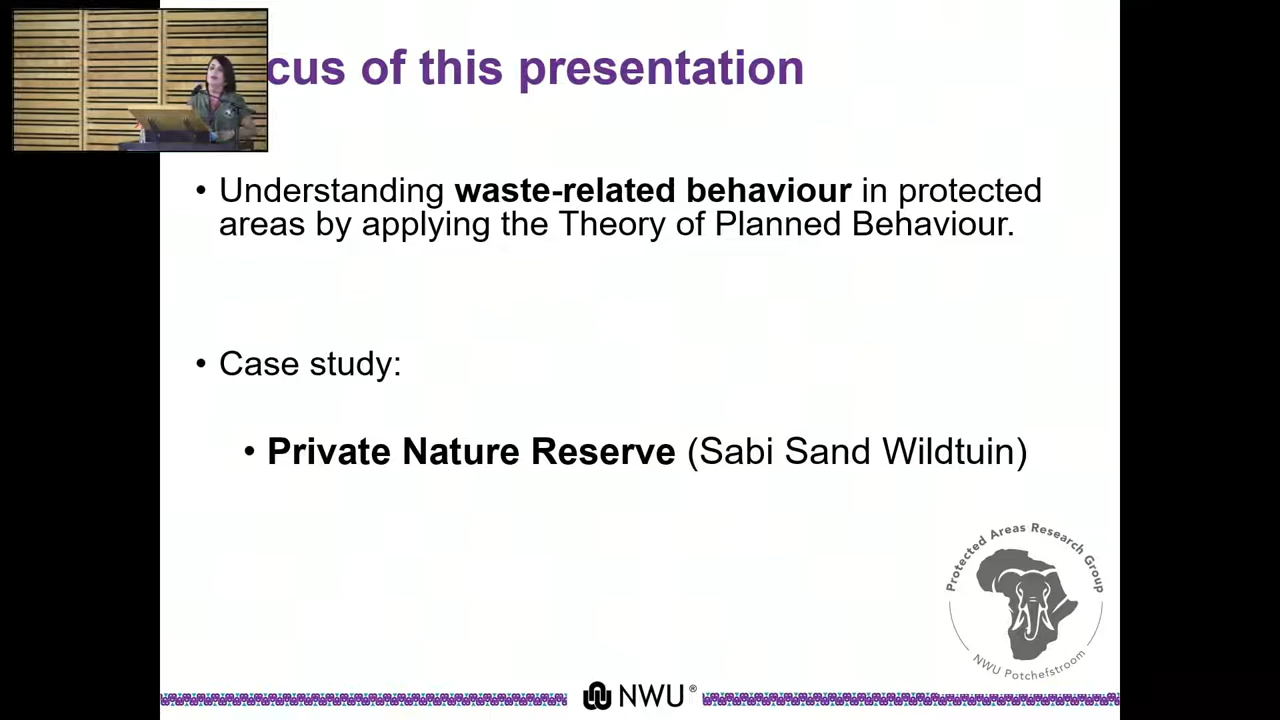 cus of this presentation
• Understanding waste-related behaviour in protected
areas by applying the Theory of Planned Behaviour.
• Case study:
• Private Nature Reserve (Sabi Sand Wildtuin)
Protected Areas Research Group
NWU Potchefstroom
NWU®